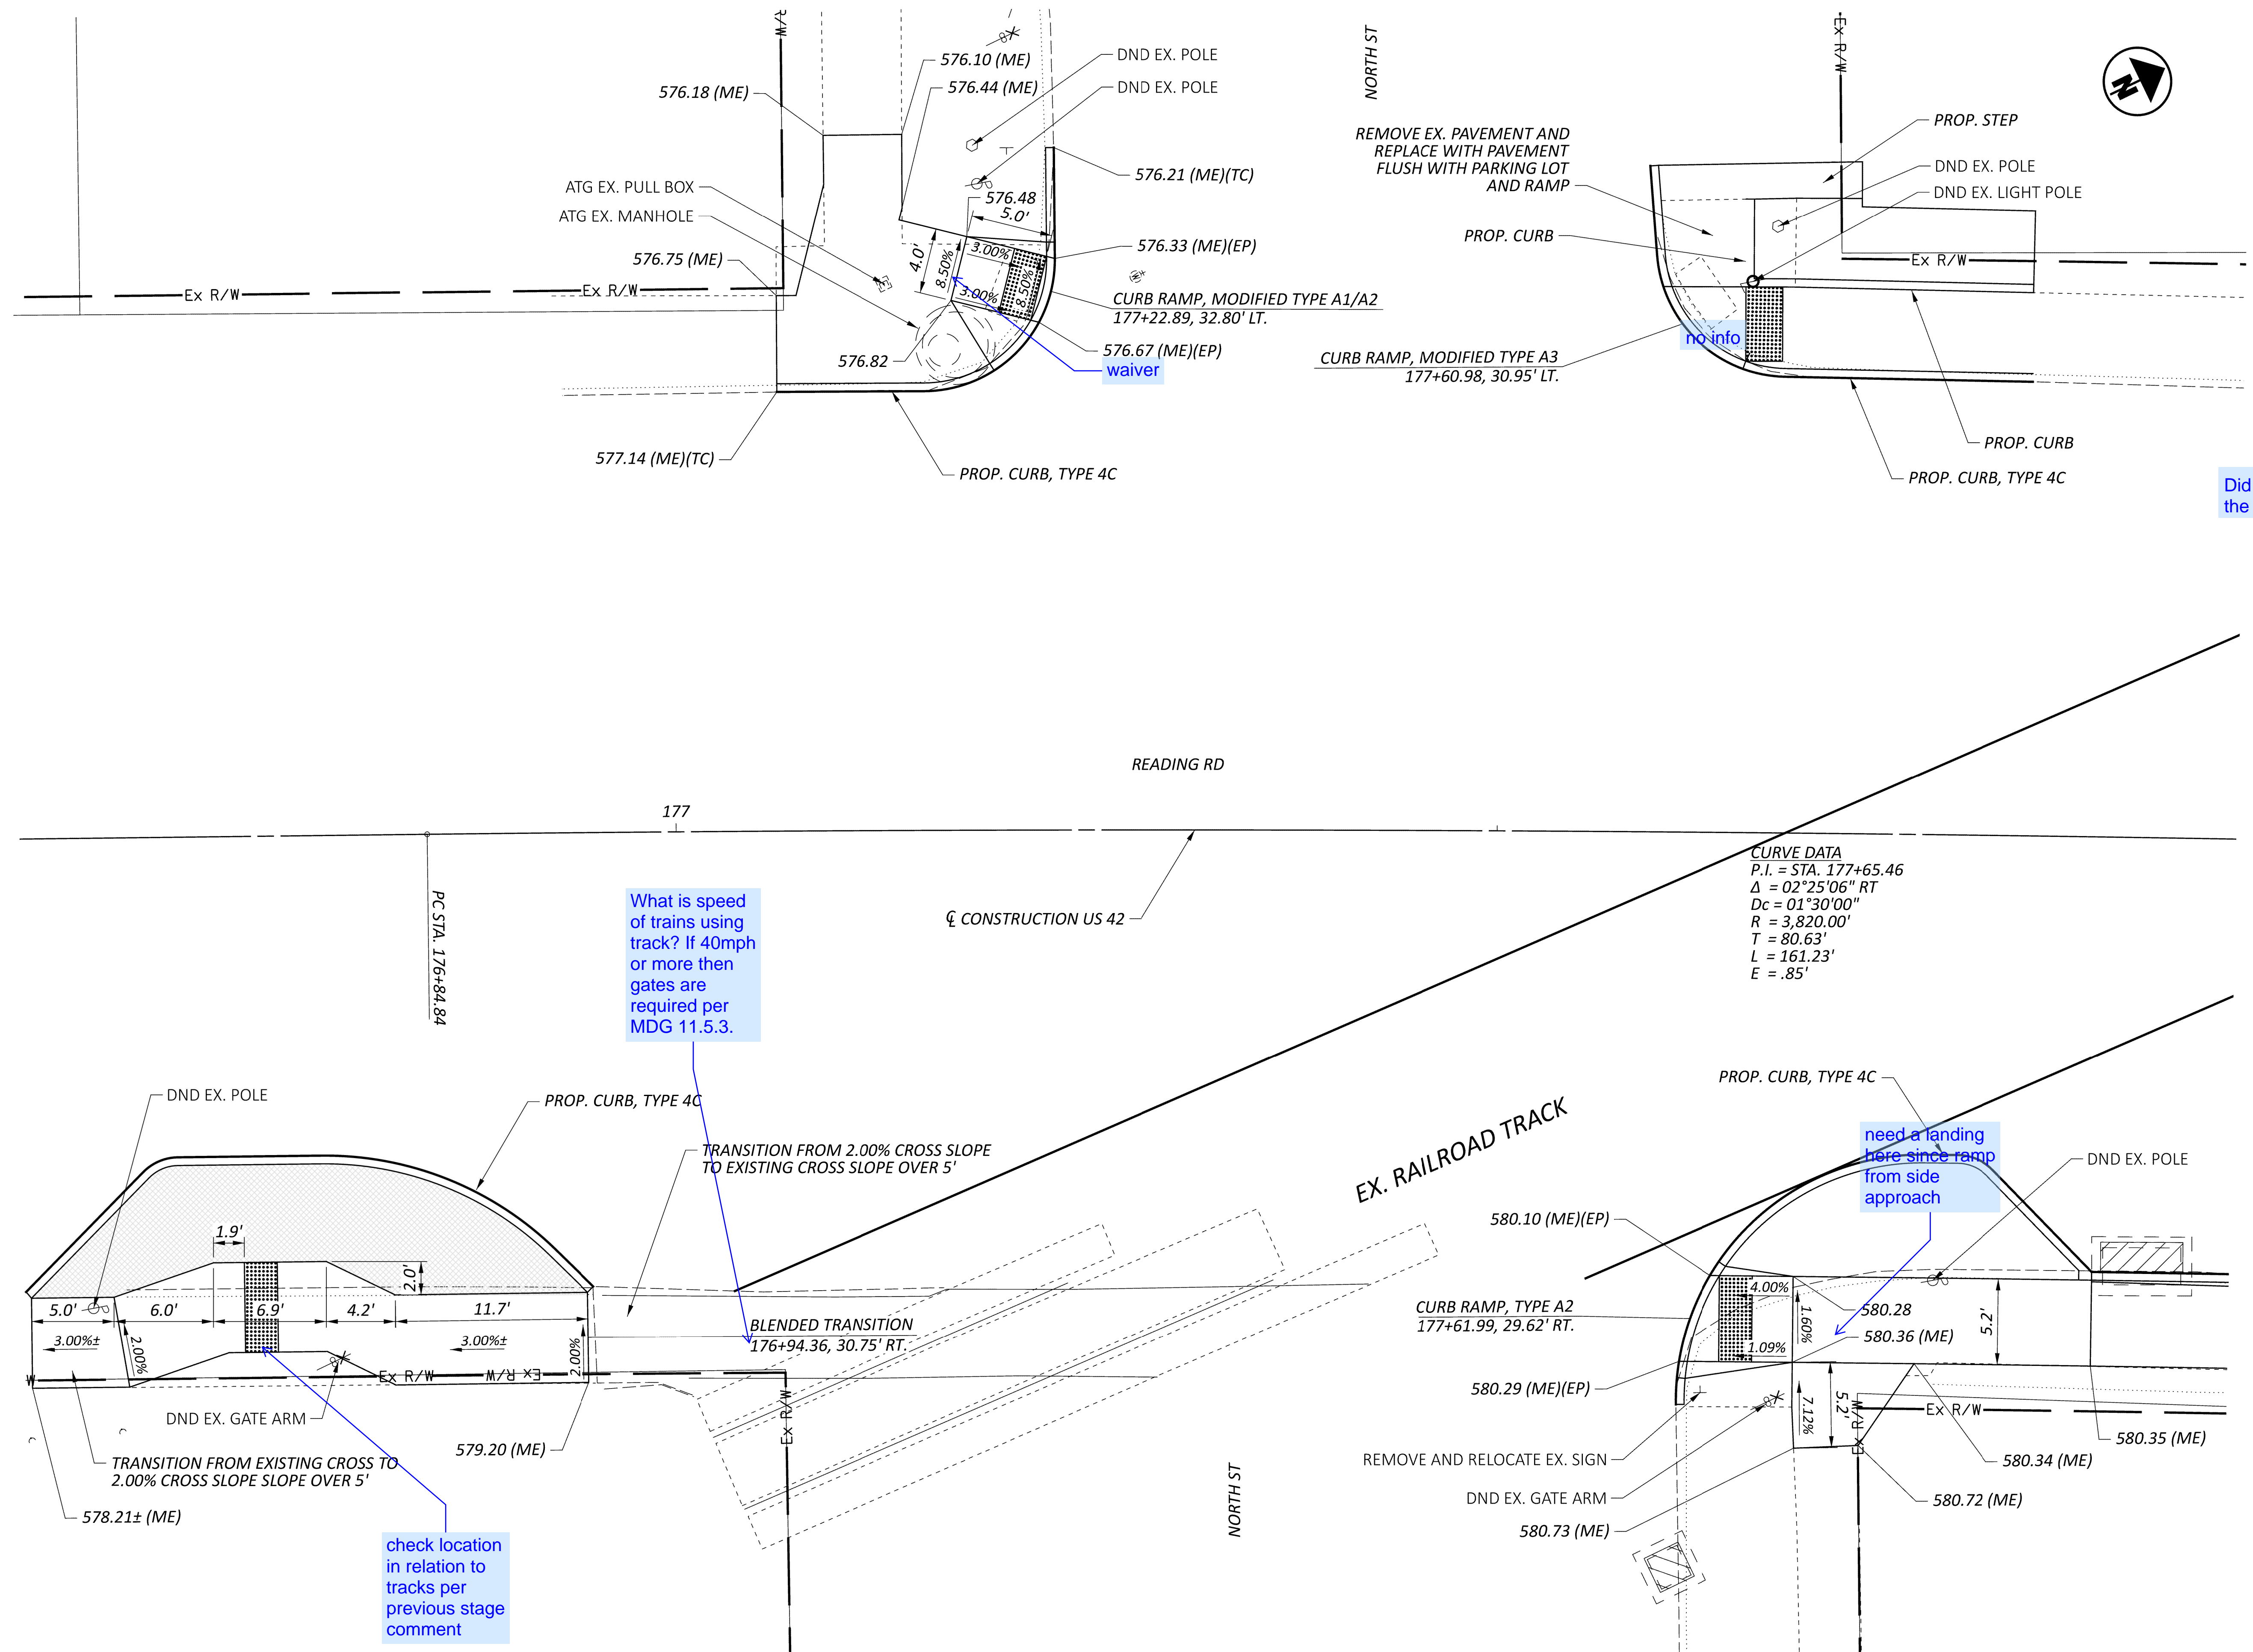 R/W
576.10 (ME)
576.44 (ME)
DND EX. POLE
DND EX. POLE
576.18 (ME)
ATG EX. PULL BOX
ATG EX. MANHOLE
576.75 (ME)
576.48
5.0'
4.0'
8.50%
3.00%
3.00%
8.50%
576.21 (ME)(TC)
576.33 (ME)(EP)
CURB RAMP, MODIFIED TYPE A1/A2
177+22.89, 32.80' LT.
576.67 (ME)(EP)
waiver
576.82
Ex R/W
Ex R/W
577.14 (ME)(TC)
PROP. CURB, TYPE 4C
NORTH ST
REMOVE EX. PAVEMENT AND
REPLACE WITH PAVEMENT
FLUSH WITH PARKING LOT
AND RAMP
Ex R/W
N
PROP. STEP
DND EX. POLE
DND EX. LIGHT POLE
PROP. CURB
Ex R/W
no info
CURB RAMP, MODIFIED TYPE A3
177+60.98, 30.95' LT.
PROP. CURB
PROP. CURB, TYPE 4C
Did
the
READING RD
177
PC STA. 176+84.84
℄ CONSTRUCTION US 42
CURVE DATA
P.I. = STA. 177+65.46
Δ = 02°25'06" RT
Dc = 01°30'00"
R = 3,820.00'
T = 80.63'
L = 161.23'
E = .85'
What is speed
of trains using
track? If 40mph
or more then
gates are
required per
MDG 11.5.3.
DND EX. POLE
PROP. CURB, TYPE 4C
TRANSITION FROM 2.00% CROSS SLOPE
TO EXISTING CROSS SLOPE OVER 5'
1.9'
2.0'
5.0'
6.0'
6.9'
4.2'
11.7'
3.00%±
2.00%
3.00%±
2.00%
BLENDED TRANSITION
176+94.36, 30.75' RT.
W
Ex R/W
Ex R/W
Ex R/W
DND EX. GATE ARM
579.20 (ME)
TRANSITION FROM EXISTING CROSS TO
2.00% CROSS SLOPE SLOPE OVER 5'
578.21± (ME)
check location
in relation to
tracks per
previous stage
comment
EX. RAILROAD TRACK
NORTH ST
PROP. CURB, TYPE 4C
need a landing
here since ramp
from side
approach
DND EX. POLE
580.10 (ME)(EP)
CURB RAMP, TYPE A2
177+61.99, 29.62' RT.
4.00%
1.60%
1.09%
580.28
580.36 (ME)
5.2'
580.29 (ME)(EP)
7.12%
5.2'
Ex R/W
Ex R/W
REMOVE AND RELOCATE EX. SIGN
DND EX. GATE ARM
580.73 (ME)
580.35 (ME)
580.34 (ME)
580.72 (ME)